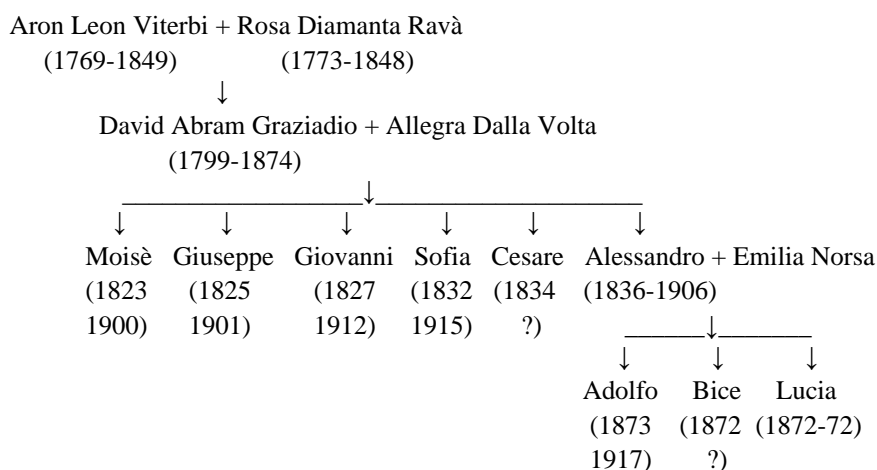 Aron Leon Viterbi + Rosa Diamanta Ravà
(1769-1849) (1773-1848)
↓
David Abram Graziadio + Allegra Dalla Volta
(1799-1874)
↓
↓ ↓ ↓ ↓ ↓ ↓
Moisè Giuseppe Giovanni Sofia Cesare Alessandro + Emilia Norsa
(1823 (1825 (1827 (1832 (1834 (1836-1906)
1900) 1901) 1912) 1915) ?) ↓
↓ ↓ ↓
Adolfo Bice Lucia
(1873 (1872 (1872-72)
1917) ?)